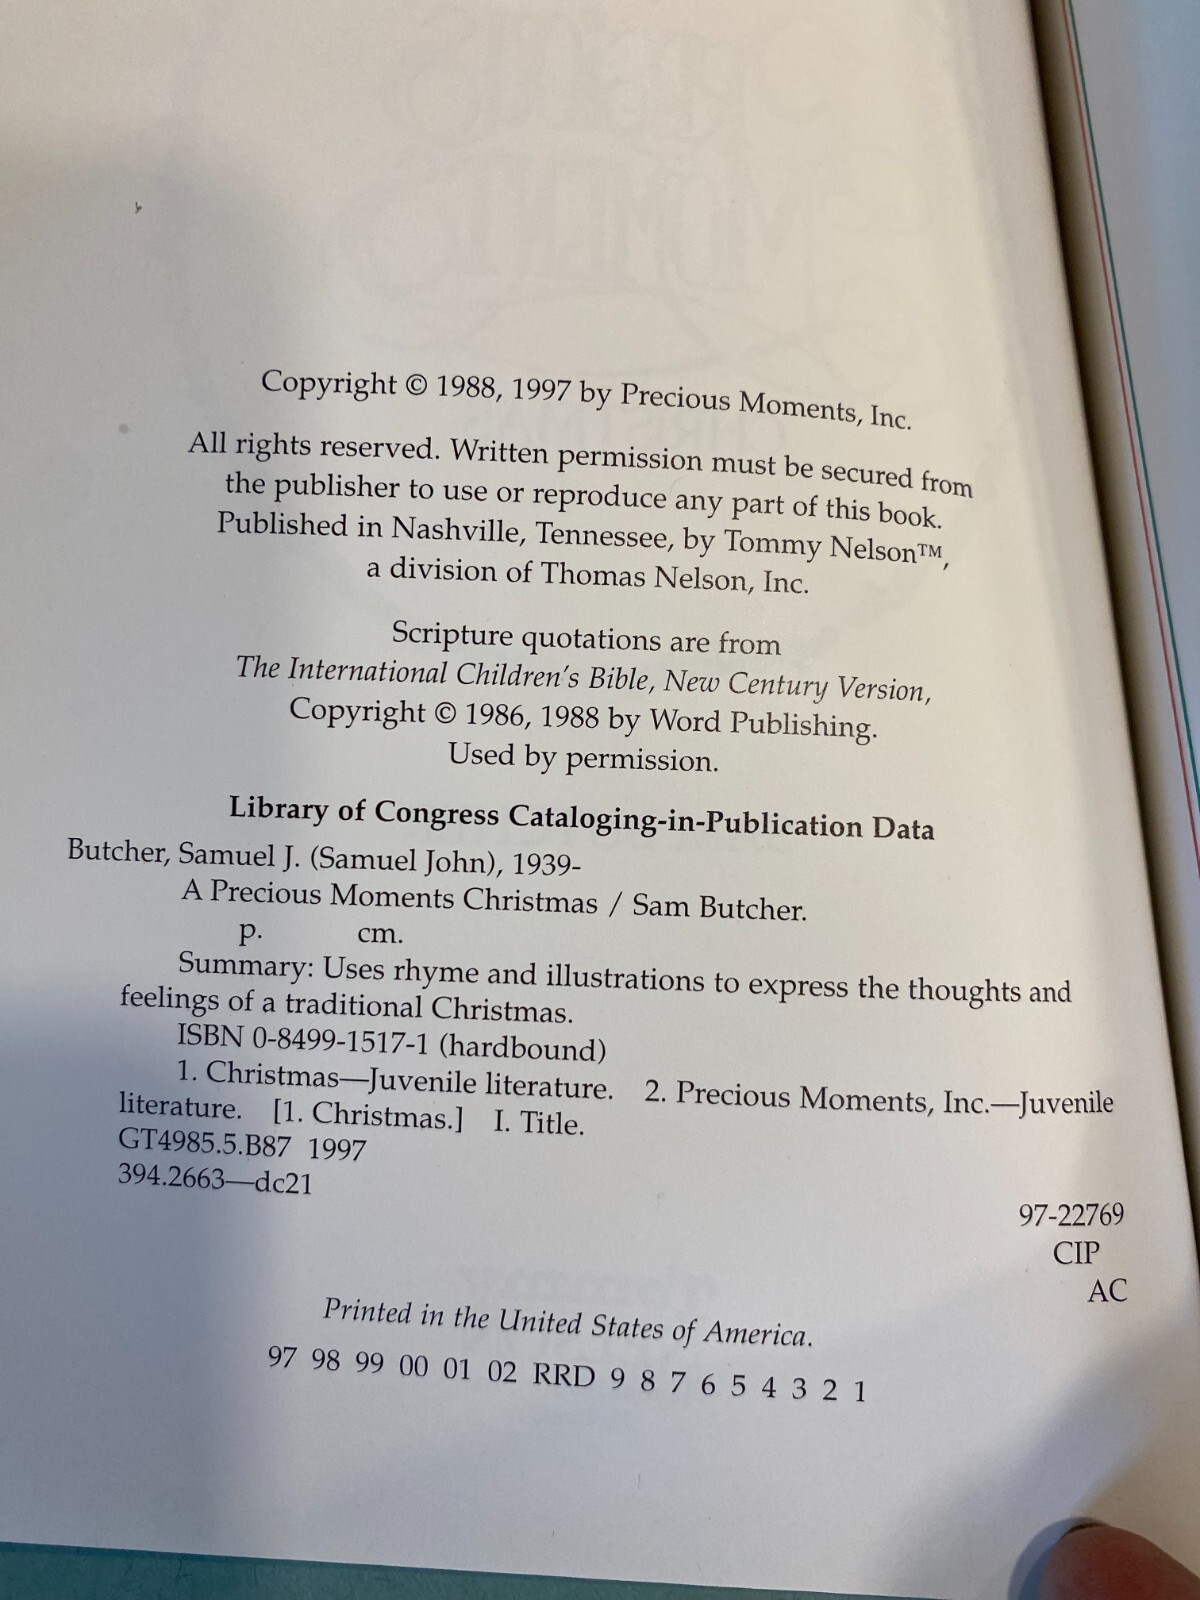 Copyright © 1988, 1997 by Precious Moments, Inc.
All rights reserved. Written permission must be secured from
the publisher to use or reproduce any part of this book.
Published in Nashville, Tennessee, by Tommy Nelson™,
a division of Thomas Nelson, Inc.
Scripture quotations are from
The International Children's Bible, New Century Version,
Copyright © 1986, 1988 by Word Publishing.
Used by permission.
Library of Congress Cataloging-in-Publication Data
Butcher, Samuel J. (Samuel John), 1939-
A Precious Moments Christmas / Sam Butcher.
p. cm.
Summary: Uses rhyme and illustrations to express the thoughts and
feelings of a traditional Christmas.
ISBN 0-8499-1517-1 (hardbound)
1. Christmas—Juvenile literature. 2. Precious Moments, Inc.—Juvenile
literature. [1. Christmas.] I. Title.
GT4985.5.B87 1997
394.2663—dc21
97-22769
CIP
AC
Printed in the United States of America.
97 98 99 00 01 02 RRD 9 8 7 6 5 4 3 2 1